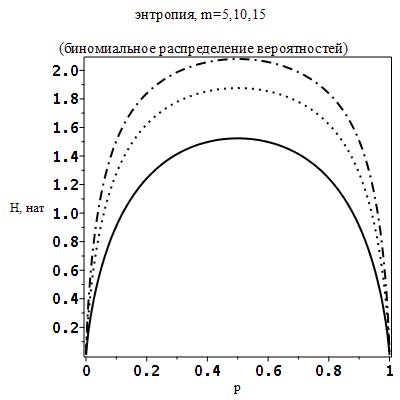 энтропия, m=5,10,15
(биномиальное распределение вероятностей)
2.0
1.8
1.6
1.4
1.2
H, нат
1.0
0.8
0.6
0.4
0.2
0 0.2 0.4 0.6 0.8 1
p